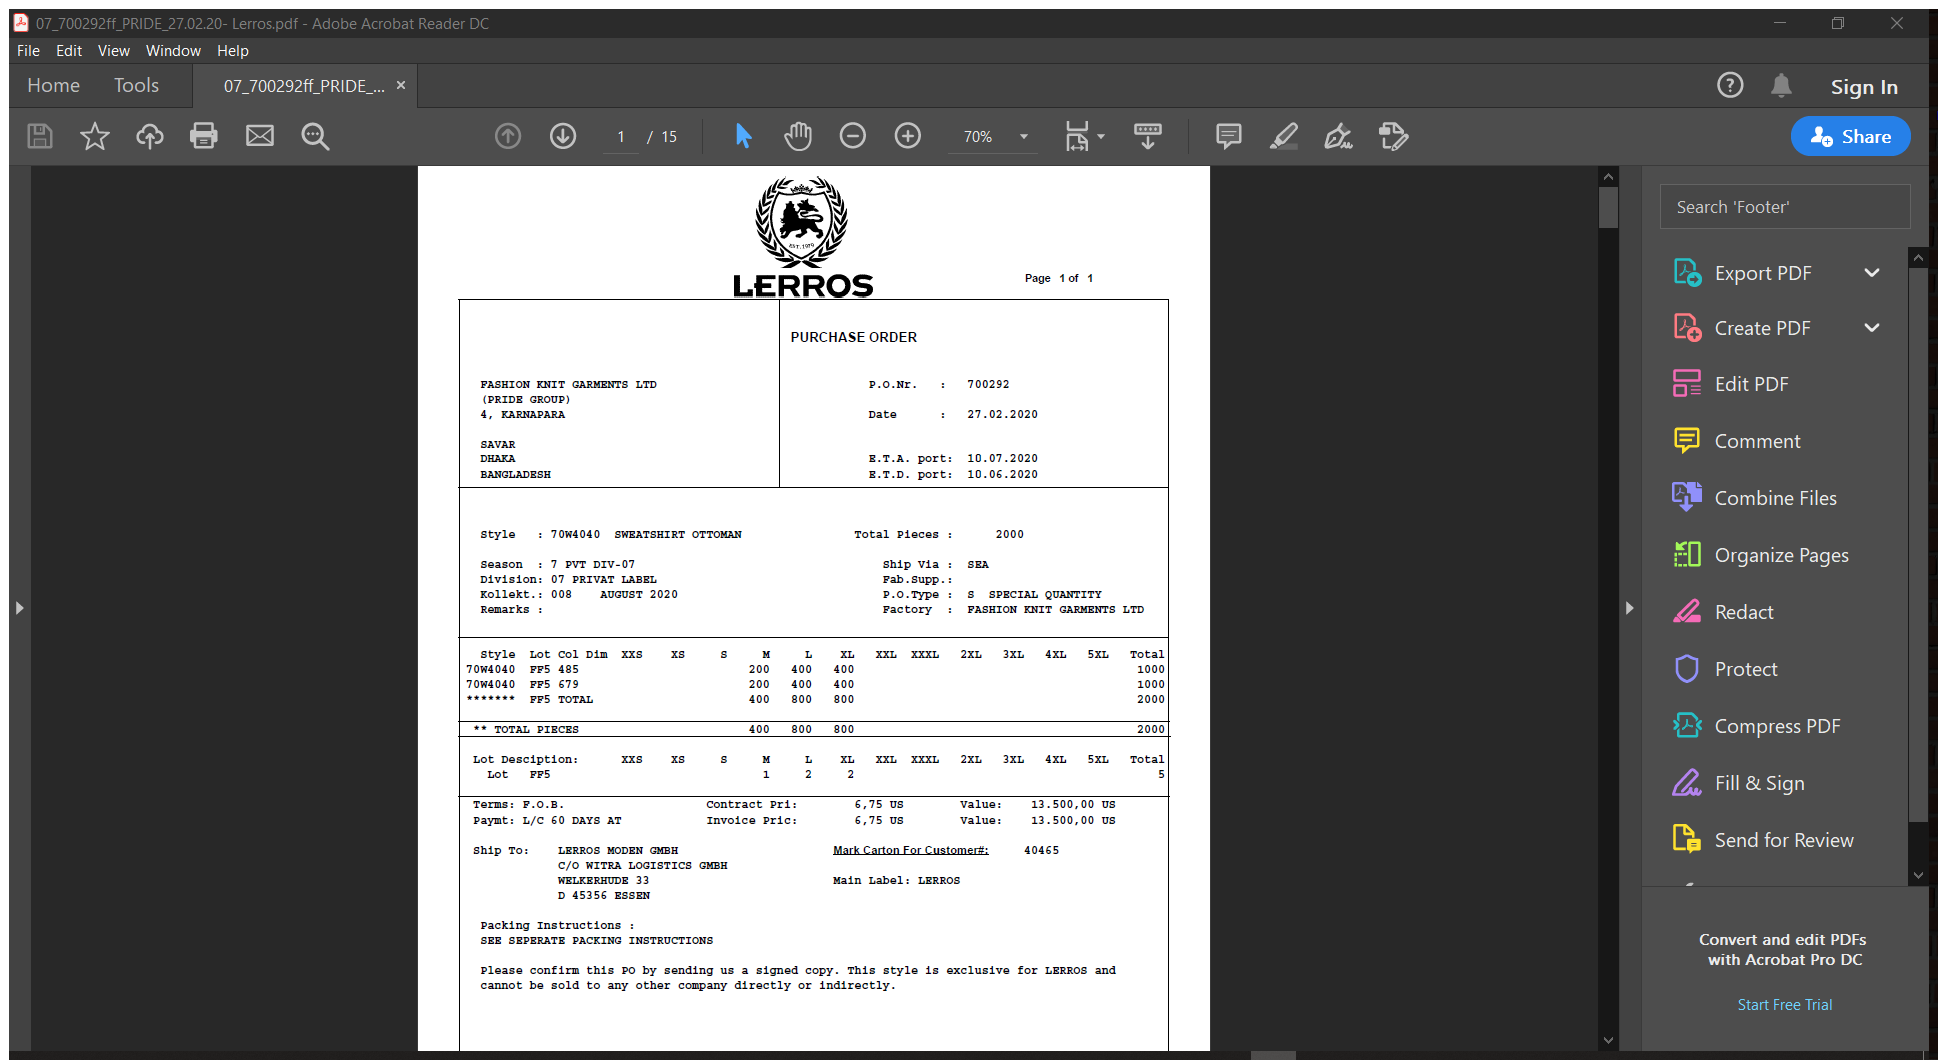 07_700292ff_PRIDE_27.02.20- Lerros.pdf - Adobe Acrobat Reader DC
File Edit View Window Help
Home Tools 07_700292ff_PRIDE_... × Sign In
1 / 15 70% Share
EST. 1979
LERROS
Page 1 of 1
PURCHASE ORDER
FASHION KNIT GARMENTS LTD P.O.Nr. : 700292
(PRIDE GROUP)
4, KARNAPARA Date : 27.02.2020
SAVAR
DHAKA E.T.A. port: 10.07.2020
BANGLADESH E.T.D. port: 10.06.2020
Style : 70W4040 SWEATSHIRT OTTOMAN Total Pieces : 2000
Season : 7 PVT DIV-07 Ship Via : SEA
Division: 07 PRIVAT LABEL Fab.Supp.:
Kollekt.: 008 AUGUST 2020 P.O.Type : S SPECIAL QUANTITY
Remarks : Factory : FASHION KNIT GARMENTS LTD
Style Lot Col Dim XXS XS S M L XL XXL XXXL 2XL 3XL 4XL 5XL Total
70W4040 FF5 485 200 400 400 1000
70W4040 FF5 679 200 400 400 1000
******* FF5 TOTAL 400 800 800 2000
** TOTAL PIECES 400 800 800 2000
Lot Desciption: XXS XS S M L XL XXL XXXL 2XL 3XL 4XL 5XL Total
Lot FF5 1 2 2 5
Terms: F.O.B. Contract Pri: 6,75 US Value: 13.500,00 US
Paymt: L/C 60 DAYS AT Invoice Pric: 6,75 US Value: 13.500,00 US
Ship To: LERROS MODEN GMBH Mark Carton For Customer#: 40465
C/O WITRA LOGISTICS GMBH
WELKERHUDE 33 Main Label: LERROS
D 45356 ESSEN
Packing Instructions :
SEE SEPERATE PACKING INSTRUCTIONS
Please confirm this PO by sending us a signed copy. This style is exclusive for LERROS and
cannot be sold to any other company directly or indirectly.
Search 'Footer'
Export PDF
Create PDF
Edit PDF
Comment
Combine Files
Organize Pages
Redact
Protect
Compress PDF
Fill & Sign
Send for Review
Convert and edit PDFs
with Acrobat Pro DC
Start Free Trial